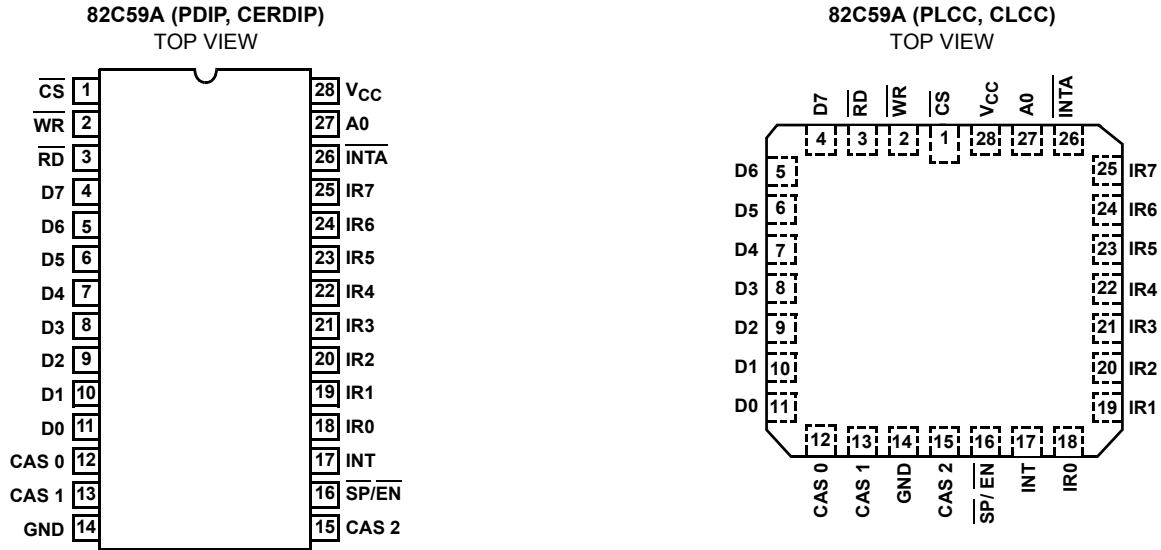 82C59A (PDIP, CERDIP)
TOP VIEW
CS 1
WR 2
RD 3
D7 4
D6 5
D5 6
D4 7
D3 8
D2 9
D1 10
D0 11
CAS 0 12
CAS 1 13
GND 14
28 VCC
27 A0
26 INTA
25 IR7
24 IR6
23 IR5
22 IR4
21 IR3
20 IR2
19 IR1
18 IR0
17 INT
16 SP/EN
15 CAS 2
82C59A (PLCC, CLCC)
TOP VIEW
D7 RD WR CS VCC A0 INTA
4 3 2 1 28 27 26
D6 5
D5 6
D4 7
D3 8
D2 9
D1 10
D0 11
25 IR7
24 IR6
23 IR5
22 IR4
21 IR3
20 IR2
19 IR1
12 13 14 15 16 17 18
CAS 0 CAS 1 GND CAS 2 SP/ EN INT IR0